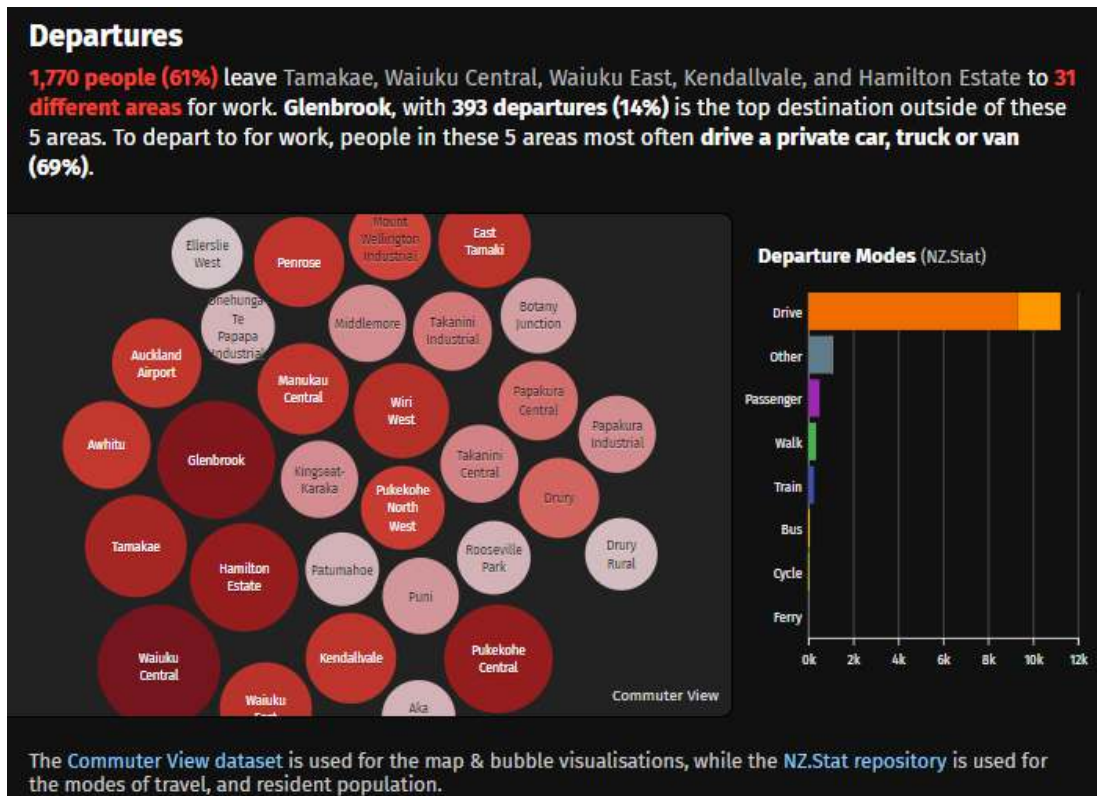 Departures
1,770 people (61%) leave Tamakae, Waiuku Central, Waiuku East, Kendallvale, and Hamilton Estate to 31
different areas for work. Glenbrook, with 393 departures (14%) is the top destination outside of these
5 areas. To depart to for work, people in these 5 areas most often drive a private car, truck or van
(69%).
Ellerslie
West
Penrose
Mount
Wellington
Industrial
East
Tamaki
Onehunga-
Te
Papapa
Industrial
Middlemore
Takanini
Industrial
Botany
Junction
Auckland
Airport
Manukau
Central
Wiri
West
Papakura
Central
Papakura
Industrial
Awhitu
Glenbrook
Kingseat-
Karaka
Takanini
Central
Pukekohe
North
West
Drury
Tamakae
Hamilton
Estate
Patumahoe
Rooseville
Park
Drury
Rural
Puni
Waiuku
Central
Kendallvale
Pukekohe
Central
Waiuku
East
Aka
Commuter View
Departure Modes (NZ.Stat)
Drive
Other
Passenger
Walk
Train
Bus
Cycle
Ferry
0k 2k 4k 6k 8k 10k 12k
The Commuter View dataset is used for the map & bubble visualisations, while the NZ.Stat repository is used for
the modes of travel, and resident population.